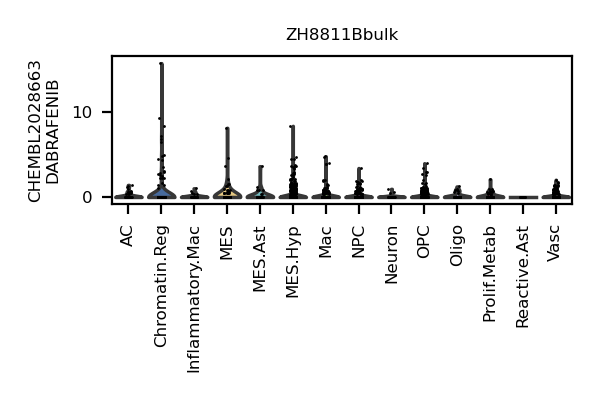 ZH8811Bbulk
CHEMBL2028663
DABRAFENIB
10
0
AC
Chromatin.Reg
Inflammatory.Mac
MES
MES.Ast
MES.Hyp
Mac
NPC
Neuron
OPC
Oligo
Prolif.Metab
Reactive.Ast
Vasc